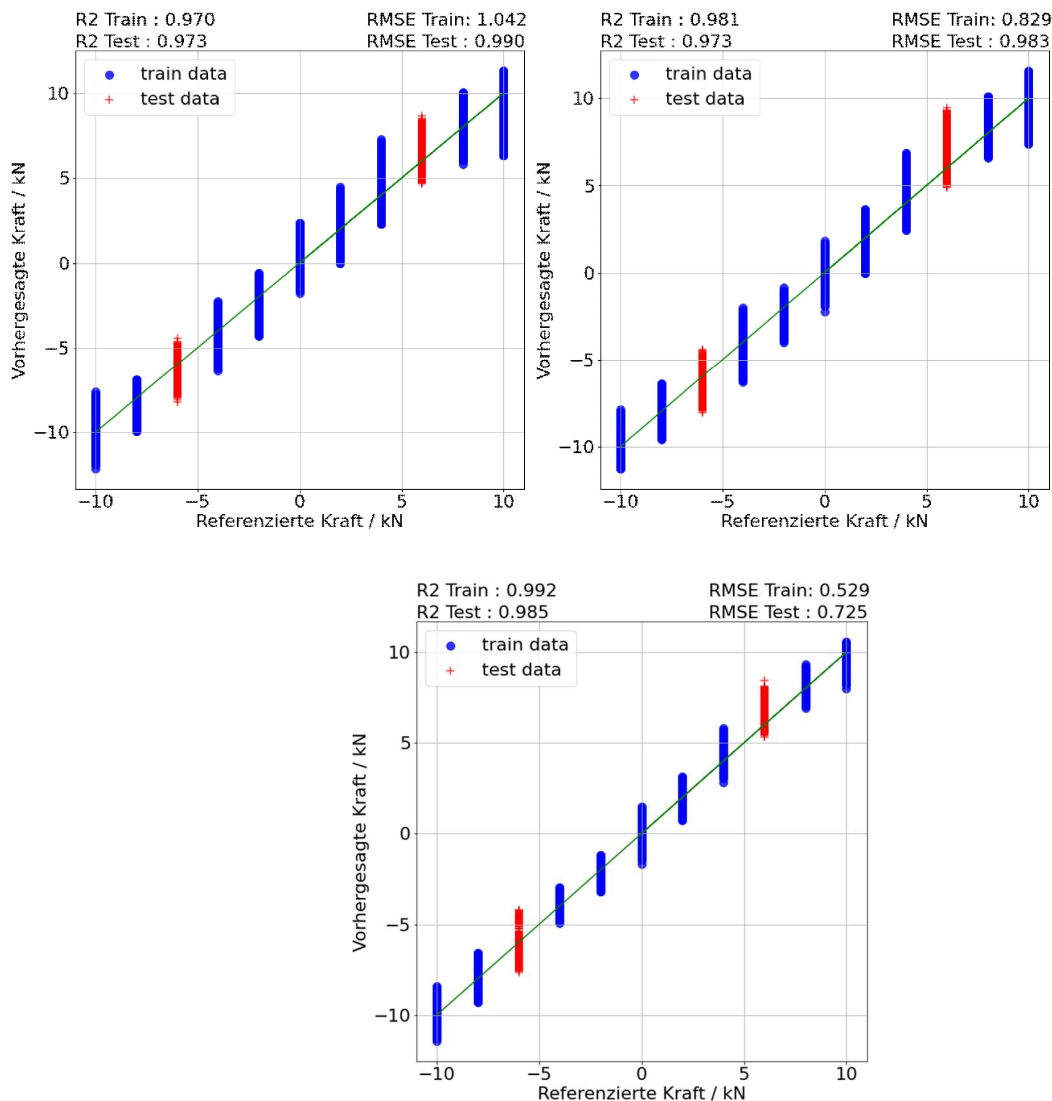 R2 Train : 0.970 RMSE Train: 1.042
R2 Test : 0.973 RMSE Test : 0.990
train data
test data
10
5
0
−5
−10
Vorhergesagte Kraft / kN
−10 −5 0 5 10
Referenzierte Kraft / kN
R2 Train : 0.981 RMSE Train: 0.829
R2 Test : 0.973 RMSE Test : 0.983
train data
test data
10
5
0
−5
−10
Vorhergesagte Kraft / kN
−10 −5 0 5 10
Referenzierte Kraft / kN
R2 Train : 0.992 RMSE Train: 0.529
R2 Test : 0.985 RMSE Test : 0.725
train data
test data
10
5
0
−5
−10
Vorhergesagte Kraft / kN
−10 −5 0 5 10
Referenzierte Kraft / kN